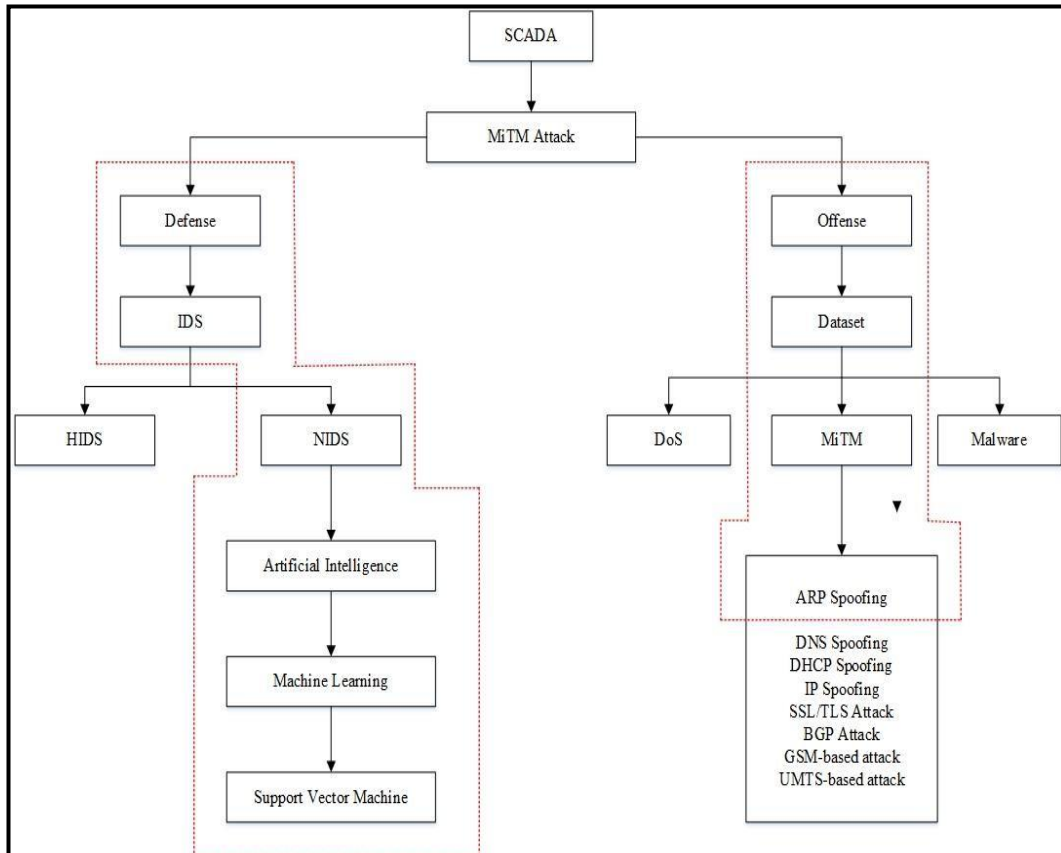 SCADA
MiTM Attack
Defense
Offense
IDS
Dataset
HIDS
NIDS
DoS
MiTM
Malware
Artificial Intelligence
ARP Spoofing
DNS Spoofing
DHCP Spoofing
IP Spoofing
SSL/TLS Attack
BGP Attack
GSM-based attack
UMTS-based attack
Machine Learning
Support Vector Machine